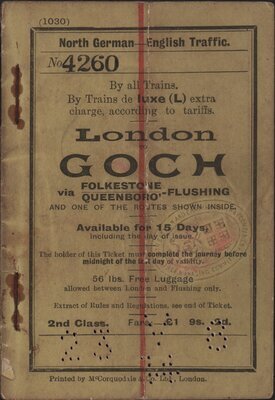 (1030)
North German—English Traffic.
No 4260
By all Trains.
By Trains de luxe (L) extra
charge, according to tariffs.
London
TO
GOCH
via FOLKESTONE
QUEENBORO'-FLUSHING
AND ONE OF THE ROUTES SHOWN INSIDE.
Available for 15 Days,
including the day of issue.
The holder of this Ticket must complete the journey before
midnight of the last day of validity.
56 lbs. Free Luggage
allowed between London and Flushing only.
Extract of Rules and Regulations, see end of Ticket.
2nd Class. Fare £1 9s. 5d.
Printed by McCorquodale & Co. Ltd., London.